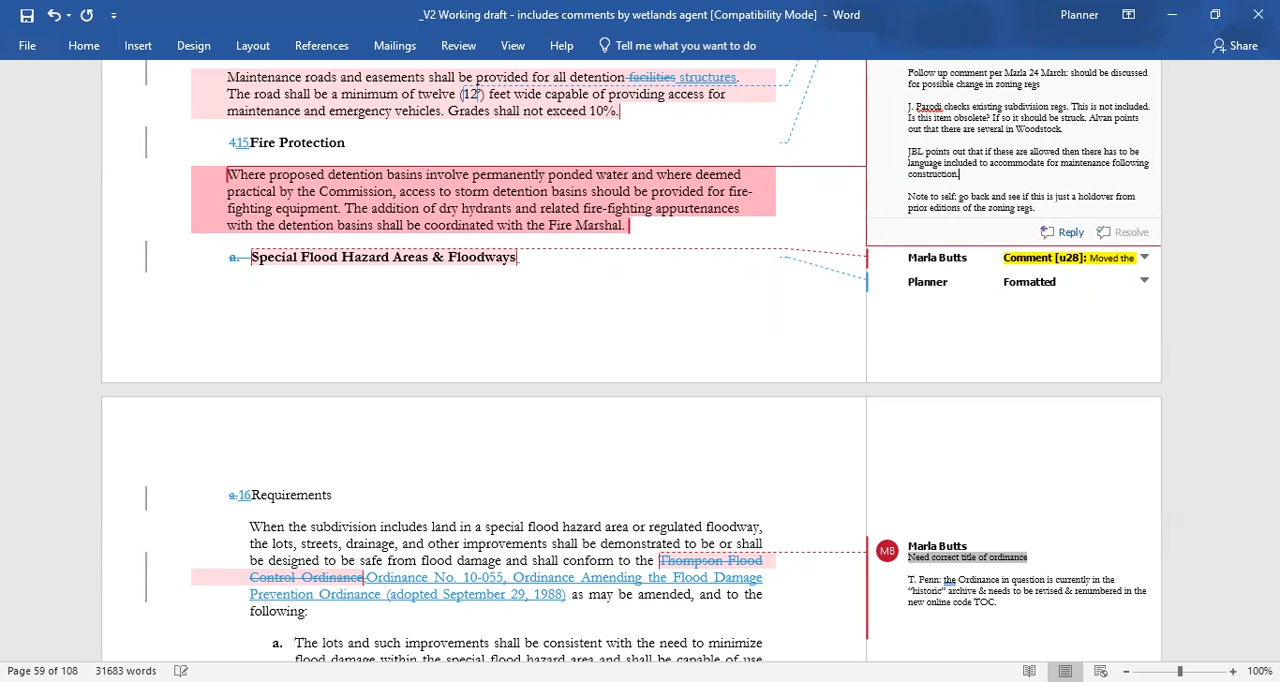 _V2 Working draft - includes comments by wetlands agent [Compatibility Mode] - Word
Planner
File Home Insert Design Layout References Mailings Review View Help Tell me what you want to do Share
Maintenance roads and easements shall be provided for all detention facilities structures.
The road shall be a minimum of twelve (12') feet wide capable of providing access for
maintenance and emergency vehicles. Grades shall not exceed 10%.
4.15.Fire Protection
Where proposed detention basins involve permanently ponded water and where deemed
practical by the Commission, access to storm detention basins should be provided for fire-
fighting equipment. The addition of dry hydrants and related fire-fighting appurtenances
with the detention basins shall be coordinated with the Fire Marshal.
a. Special Flood Hazard Areas & Floodways
Follow up comment per Marla 24 March: should be discussed
for possible change in zoning regs
J. Parodi checks existing subdivision regs. This is not included.
Is this item obsolete? If so it should be struck. Alvan points
out that there are several in Woodstock.
JBL points out that if these are allowed then there has to be
language included to accommodate for maintenance following
construction.
Note to self: go back and see if this is just a holdover from
prior editions of the zoning regs.
Reply Resolve
Marla Butts Comment [u28]: Moved the
Planner Formatted
a.16.Requirements
When the subdivision includes land in a special flood hazard area or regulated floodway,
the lots, streets, drainage, and other improvements shall be demonstrated to be or shall
be designed to be safe from flood damage and shall conform to the Thompson Flood
Control Ordinance Ordinance No. 10-055, Ordinance Amending the Flood Damage
Prevention Ordinance (adopted September 29, 1988) as may be amended, and to the
following:
a. The lots and such improvements shall be consistent with the need to minimize
flood damage within the special flood hazard area and shall be capable of use
MB
Marla Butts
Need correct title of ordinance
T. Penn: the Ordinance in question is currently in the
“historic” archive & needs to be revised & renumbered in the
new online code TOC.
Page 59 of 108 31683 words 100%